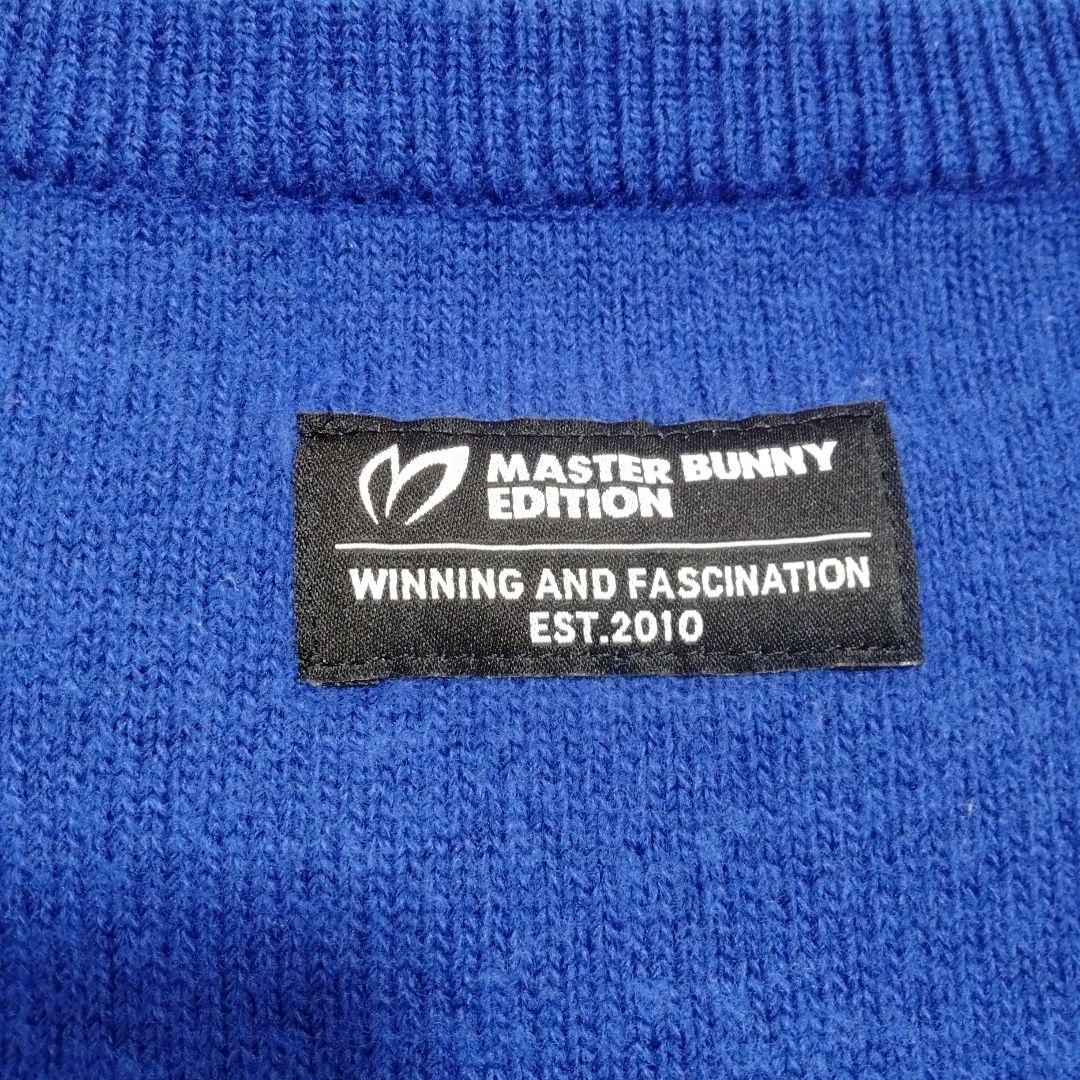 MASTER BUNNY
EDITION
WINNING AND FASCINATION
EST.2010